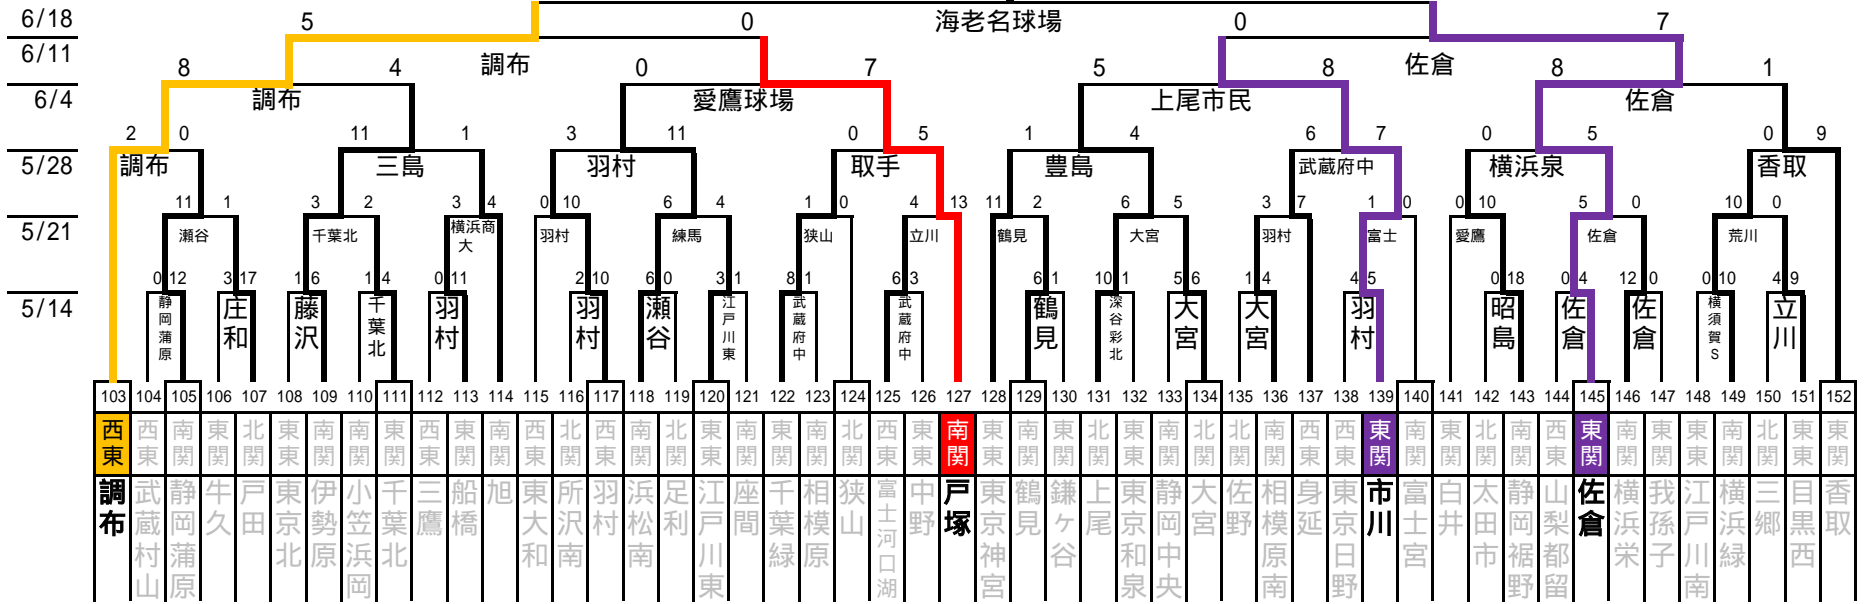 6/18 5 0 海老名球場 0 7
6/11 8 4 調布 0 7 5 8 佐倉 8 1
6/4 調布 愛鷹球場 上尾市民 佐倉
2 0 11 1 3 11 0 5 1 4 6 7 0 5 0 9
5/28 調布 三島 羽村 取手 豊島 武蔵府中 横浜泉 香取
11 1 3 2 3 4 0 10 6 4 1 0 4 13 11 2 6 5 3 7 1 0 0 10 5 0 10 0
5/21 瀬谷 千葉北 横浜商大 羽村 練馬 狭山 立川 鶴見 大宮 羽村 富士 愛鷹 佐倉 荒川
0 12 3 17 1 6 1 4 0 11 2 10 6 0 3 1 8 1 6 3 6 1 10 1 5 6 1 4 4 5 0 18 0 4 12 0 0 10 4 9
5/14 静岡蒲原 庄和 藤沢 千葉北 羽村 羽村 瀬谷 江戸川東 武蔵府中 武蔵府中 鶴見 深谷彩北 大宮 大宮 羽村 昭島 佐倉 佐倉 横須賀S 立川
103 104 105 106 107 108 109 110 111 112 113 114 115 116 117 118 119 120 121 122 123 124 125 126 127 128 129 130 131 132 133 134 135 136 137 138 139 140 141 142 143 144 145 146 147 148 149 150 151 152
西東 西東 南関 東関 北関 東東 南関 南関 東関 西東 東関 南関 西東 北関 西東 南関 北関 東東 南関 東関 南関 北関 西東 東東 南関 東東 南関 東関 北関 東東 南関 北関 北関 南関 西関 西東 東関 南関 東関 北関 南関 西東 東関 南関 東関 東東 南関 北関 東東 東関
調布 武蔵村山 静岡蒲原 牛久 戸田 東京北 伊勢原 小笠浜岡 千葉北 三鷹 船橋 旭 東大和 所沢南 羽村 浜松南 足利 江戸川東 座間 千葉緑 相模原 狭山 富士河口湖 中野 戸塚 東京神宮 鶴見 鎌ヶ谷 上尾 東京和泉 静岡中央 大宮 佐野 相模原南 身延 東京日野 市川 富士宮 白井 太田市 静岡裾野 山梨都留 佐倉 横浜栄 我孫子 江戸川南 横浜緑 三郷 目黒西 香取